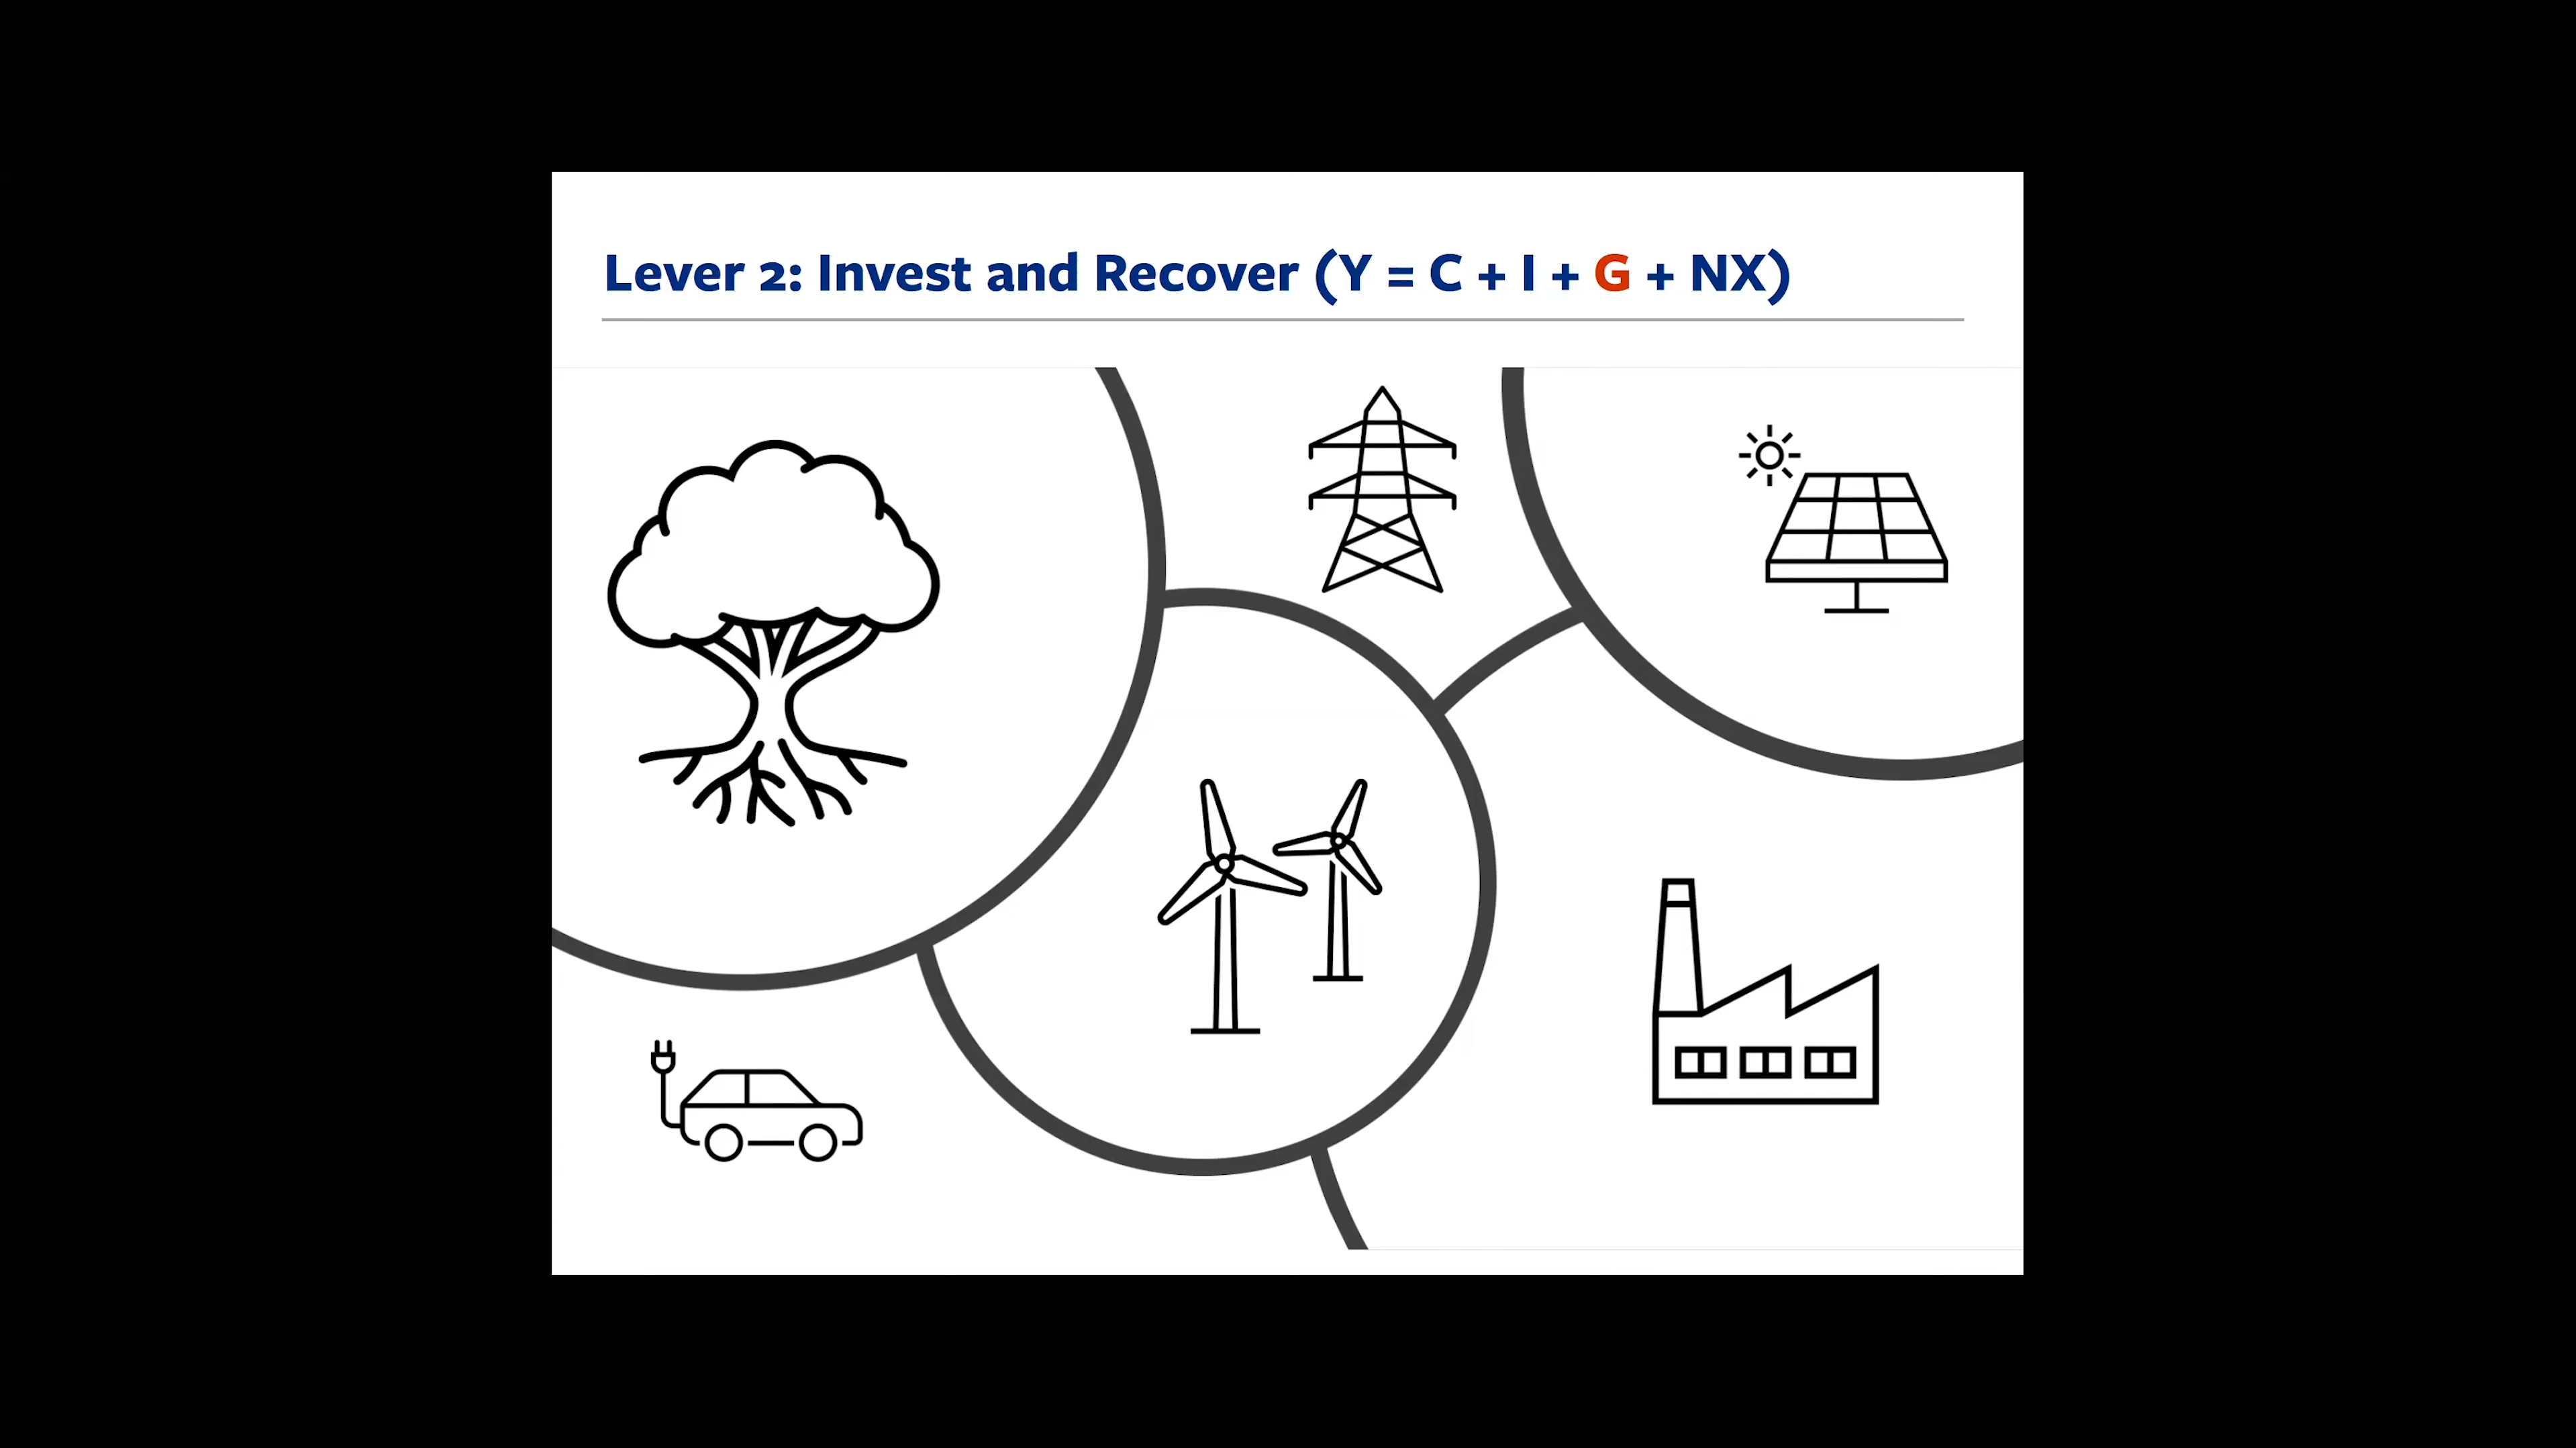 Lever 2: Invest and Recover (Y = C + I + G + NX)